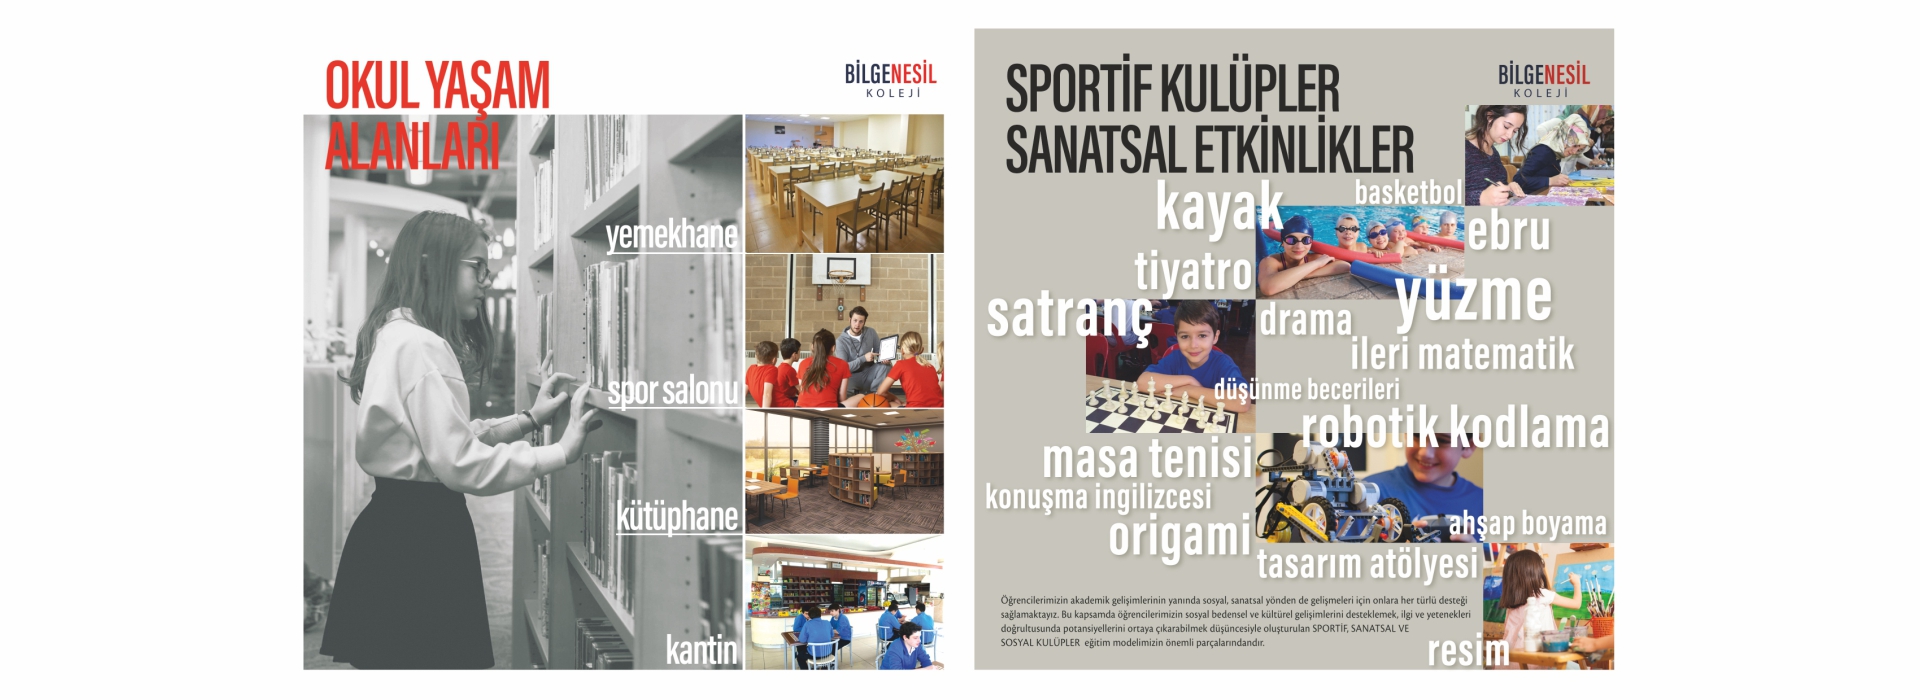 OKUL YAŞAM
ALANLARI
BİLGENESİL
KOLEJİ
yemekhane
spor salonu
kütüphane
kantin
SPORTİF KULÜPLER
SANATSAL ETKİNLİKLER
BİLGENESİL
KOLEJİ
kayak
basketbol
ebru
tiyatro
yüzme
satranç
drama
ileri matematik
düşünme becerileri
robotik kodlama
masa tenisi
konuşma ingilizcesi
origami
ahşap boyama
tasarım atölyesi
resim
Öğrencilerimizin akademik gelişimlerinin yanında sosyal, sanatsal yönden de gelişmeleri için onlara her türlü desteği
sağlamaktayız. Bu kapsamda öğrencilerimizin sosyal bedensel ve kültürel gelişimlerini desteklemek, ilgi ve yetenekleri
doğrultusunda potansiyellerini ortaya çıkarabilmek düşüncesiyle oluşturulan SPORTİF, SANATSAL VE
SOSYAL KULÜPLER eğitim modelimizin önemli parçalarındandır.